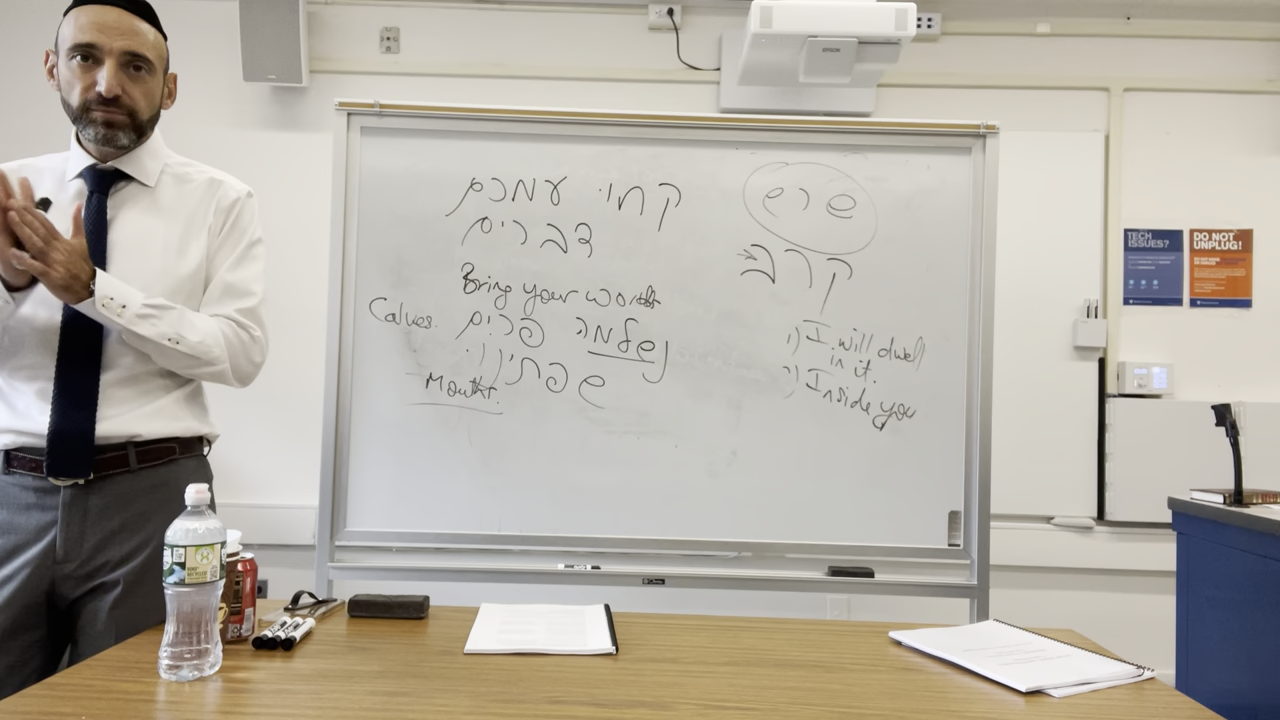 קחו עמכם
דברים
Bring your words
Calves. ונשלמה פרים
שפתינו
Mouth.
שרש
קרב
1) I will dwell
in it.
2) Inside you
EPSON
TECH
ISSUES?
DO NOT
UNPLUG!